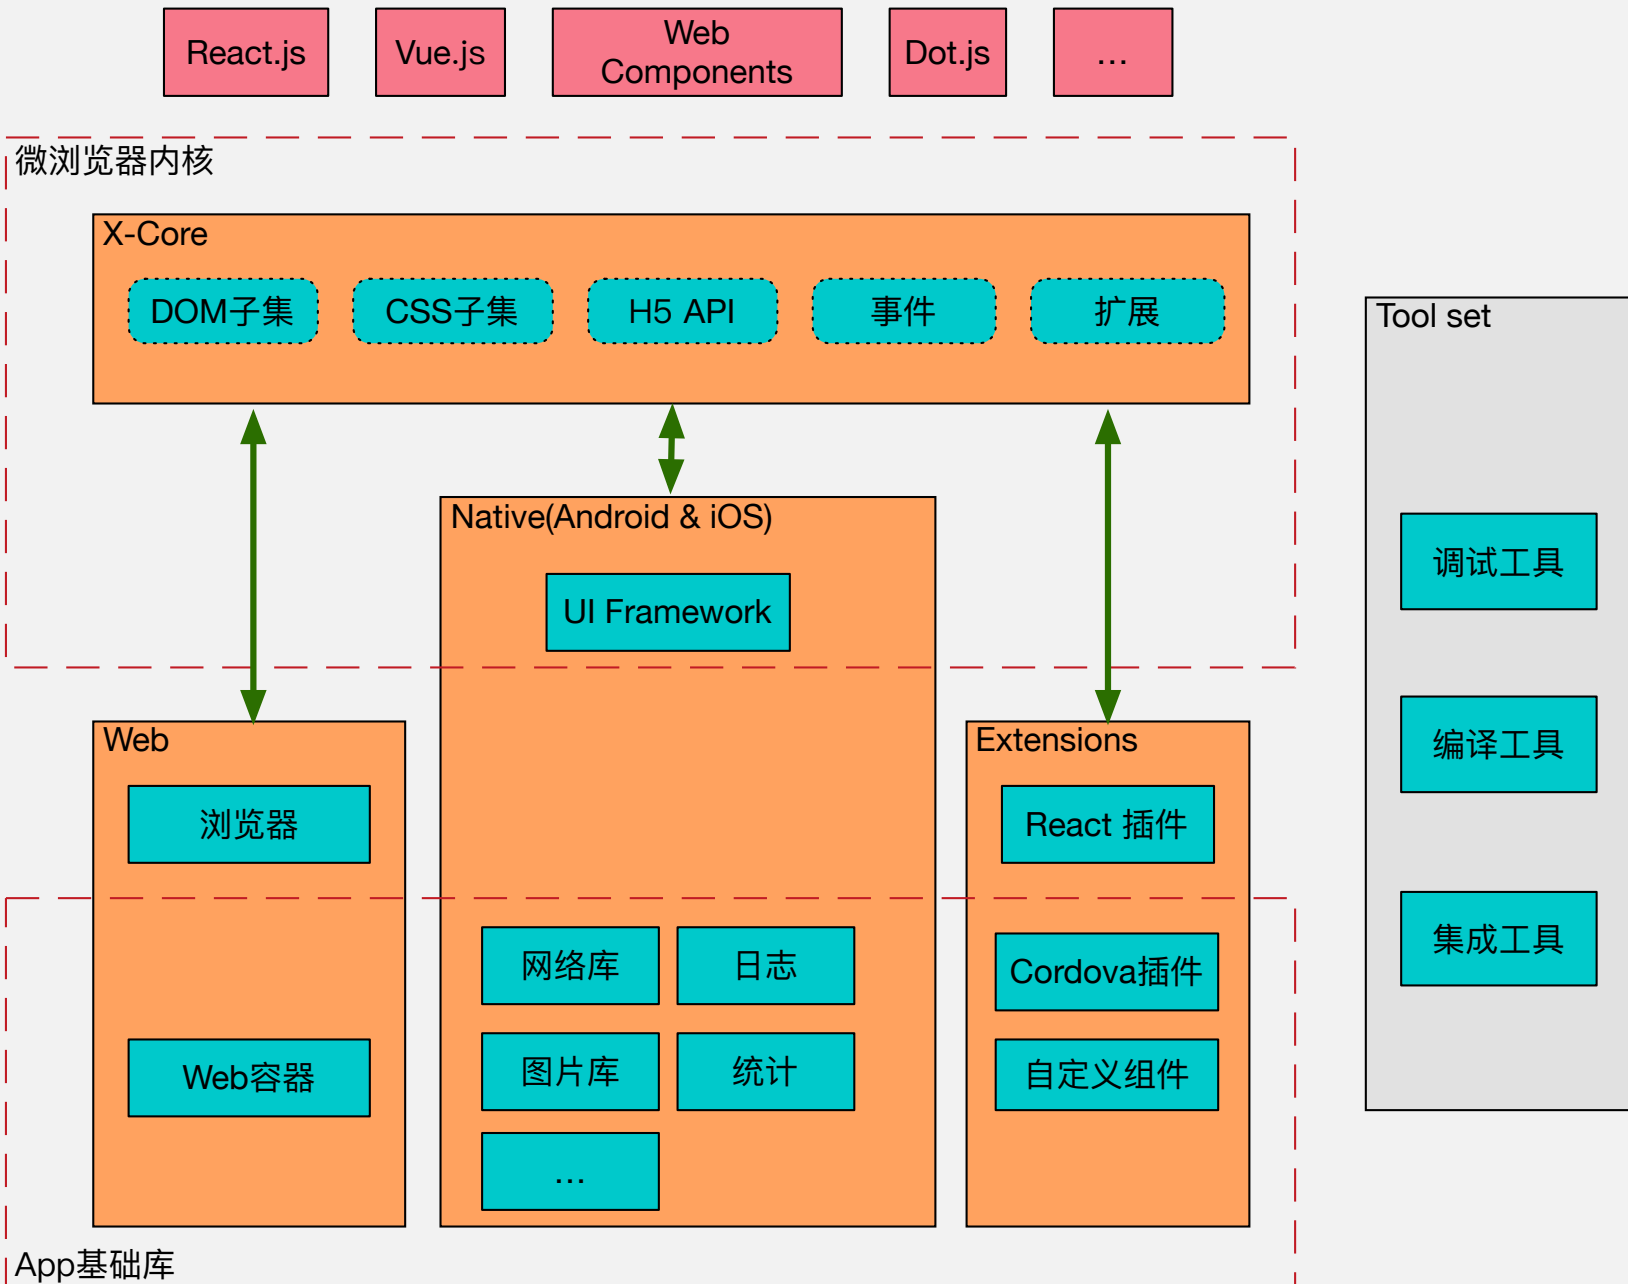 React.js
Vue.js
Web
Components
Dot.js
…
微浏览器内核
X-Core
DOM子集
CSS子集
H5 API
事件
扩展
Tool set
调试工具
编译工具
集成工具
Native(Android & iOS)
UI Framework
Web
浏览器
Web容器
网络库
日志
图片库
统计
…
Extensions
React 插件
Cordova插件
自定义组件
App基础库